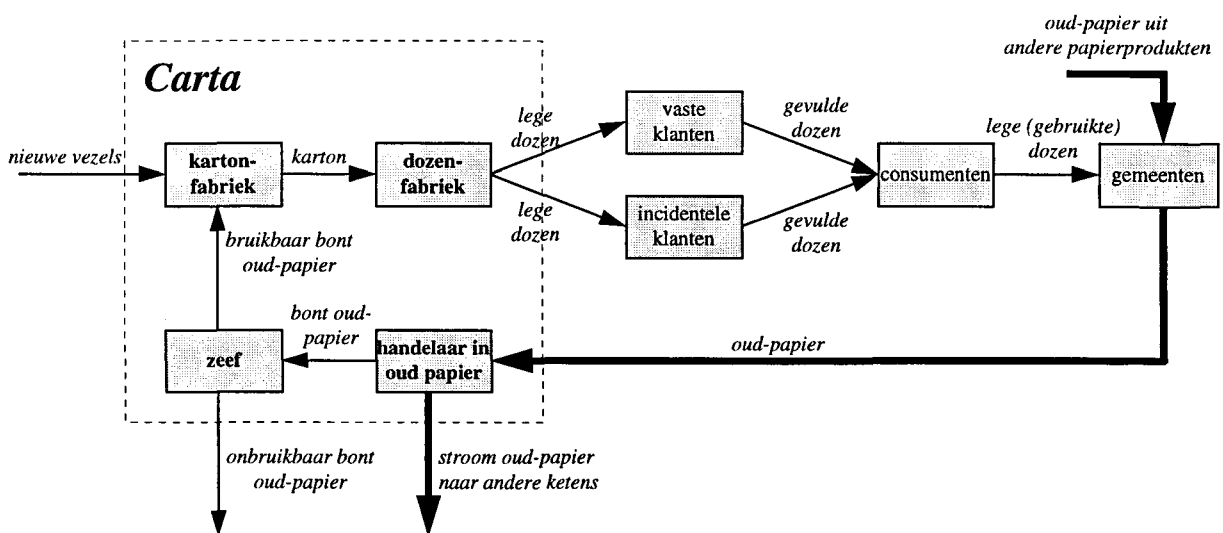 oud-papier uit
andere papierprodukten
Carta
nieuwe vezels
karton-
fabriek
karton
dozen-
fabriek
lege
dozen
lege
dozen
vaste
klanten
incidentele
klanten
gevulde
dozen
gevulde
dozen
consumenten
lege (gebruikte)
dozen
gemeenten
bruikbaar bont
oud-papier
zeef
bont oud-
papier
handelaar in
oud papier
oud-papier
onbruikbaar bont
oud-papier
stroom oud-papier
naar andere ketens